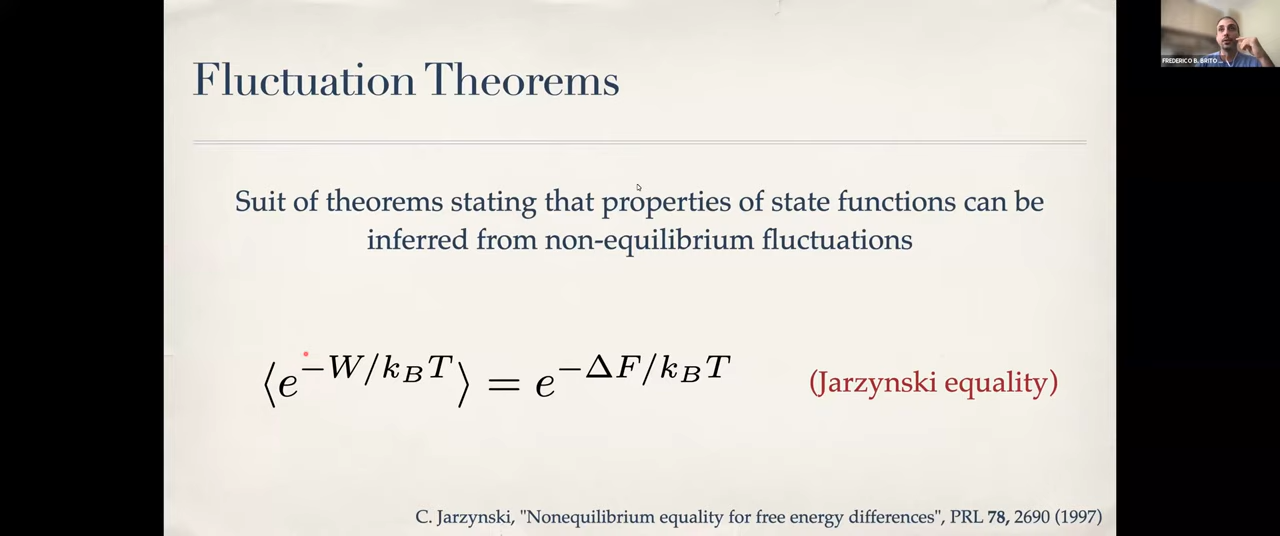 Fluctuation Theorems
FREDERICO B. BRITO ...
Suit of theorems stating that properties of state functions can be
inferred from non-equilibrium fluctuations
⟨e^{-W/k_BT}⟩ = e^{-ΔF/k_BT} (Jarzynski equality)
C. Jarzynski, "Nonequilibrium equality for free energy differences", PRL 78, 2690 (1997)